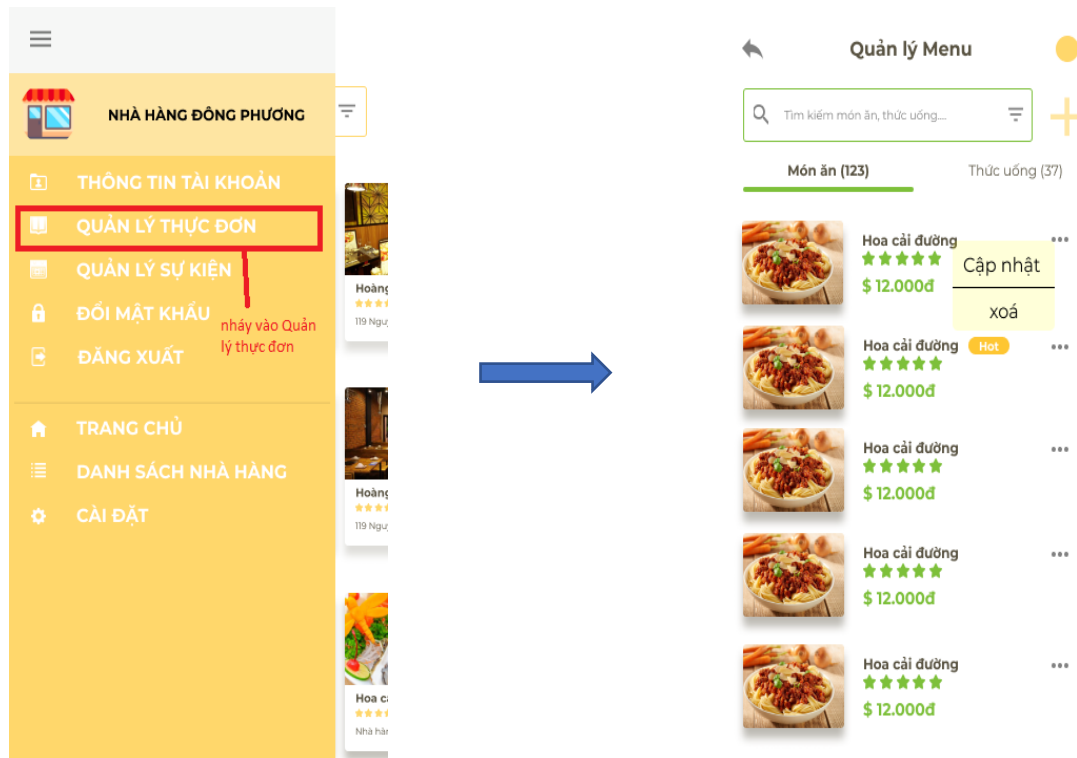 NHÀ HÀNG ĐÔNG PHƯƠNG
THÔNG TIN TÀI KHOẢN
QUẢN LÝ THỰC ĐƠN
QUẢN LÝ SỰ KIỆN
ĐỔI MẬT KHẨU
ĐĂNG XUẤT
nháy vào Quản
lý thực đơn
TRANG CHỦ
DANH SÁCH NHÀ HÀNG
CÀI ĐẶT
Hoàng
119 Nguy
Hoàng
119 Nguy
Hoa cả
Nhà hàn
Quản lý Menu
Tìm kiếm món ăn, thức uống....
Món ăn (123)
Thức uống (37)
Hoa cải đường
$ 12.000đ
Cập nhật
xoá
Hoa cải đường
Hot
$ 12.000đ
Hoa cải đường
$ 12.000đ
Hoa cải đường
$ 12.000đ
Hoa cải đường
$ 12.000đ